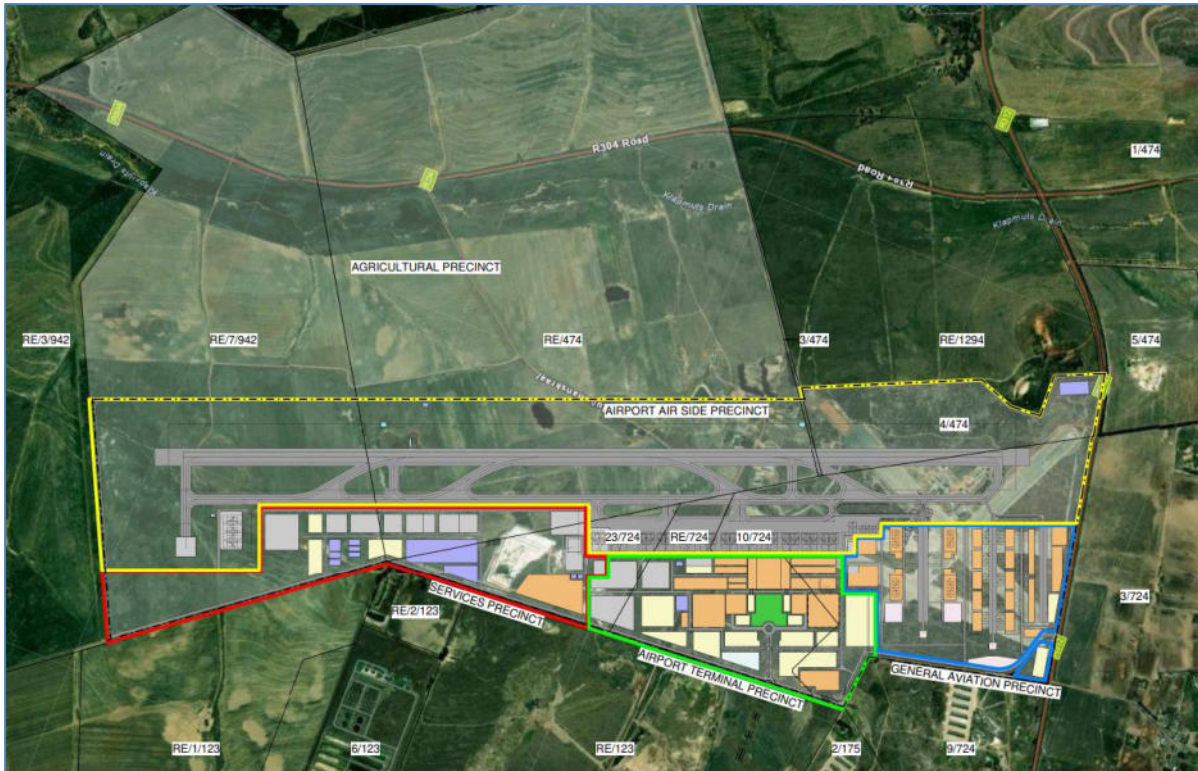 1/474
R304 Road
R304 Road
Klapmuts Drain
Klapmuts Drain
Klapmuts Drain
AGRICULTURAL PRECINCT
RE/3/942
RE/7/942
RE/474
3/474
RE/1294
5/474
AIRPORT AIR SIDE PRECINCT
4/474
23/724
RE/724
10/724
SERVICES PRECINCT
RE/2/123
3/724
AIRPORT TERMINAL PRECINCT
GENERAL AVIATION PRECINCT
RE/1/123
6/123
RE/123
2/175
9/724